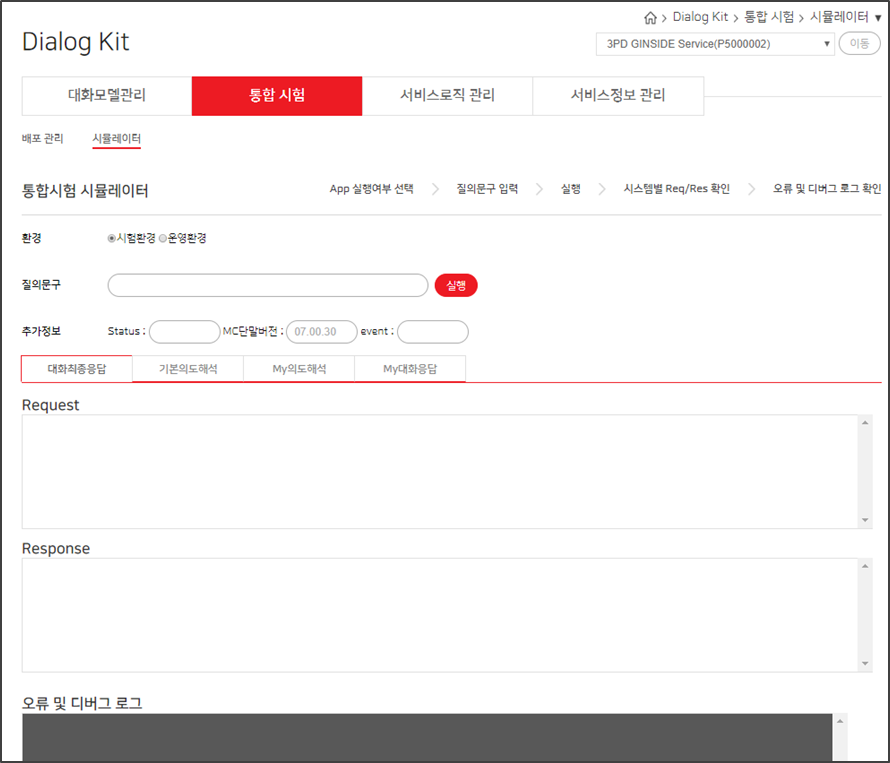 Dialog Kit > 통합 시험 > 시뮬레이터 ▼
Dialog Kit
3PD GINSIDE Service(P5000002) ▼ 이동
대화모델관리 통합 시험 서비스로직 관리 서비스정보 관리
배포 관리 시뮬레이터
통합시험 시뮬레이터 App 실행여부 선택 > 질의문구 입력 > 실행 > 시스템별 Req/Res 확인 > 오류 및 디버그 로그 확인
환경 시험환경 운영환경
질의문구 실행
추가정보 Status : MC단말버전 : 07.00.30 event :
대화최종응답 기본의도해석 My의도해석 My대화응답
Request
Response
오류 및 디버그 로그